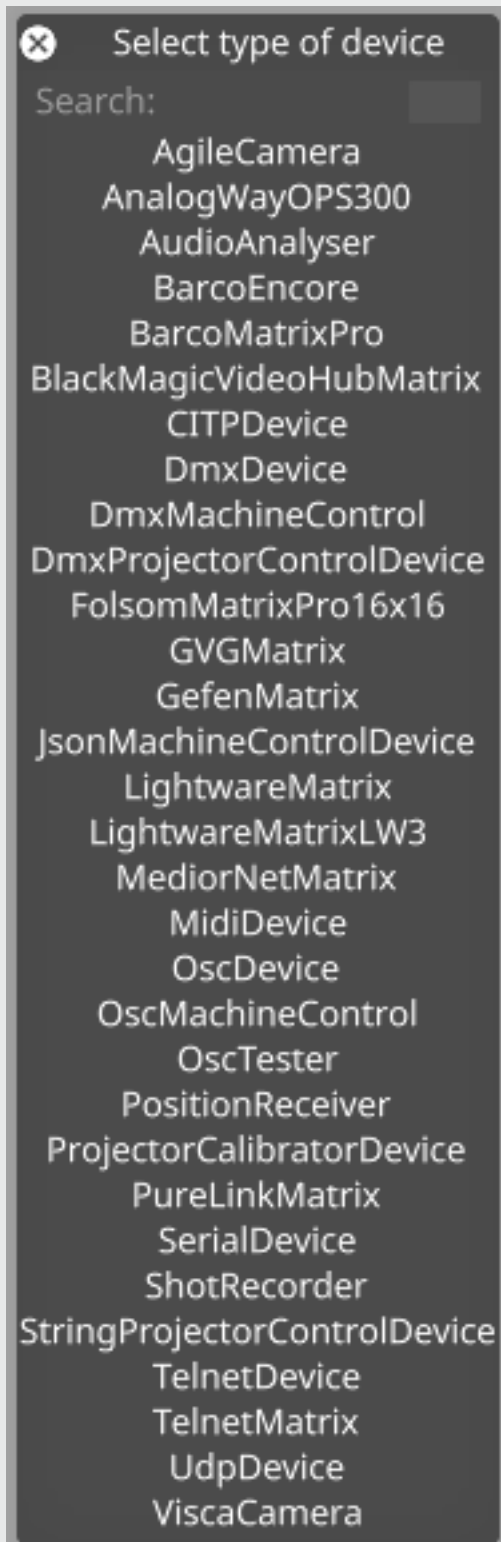 Select type of device
Search:
AgileCamera
AnalogWayOPS300
AudioAnalyser
BarcoEncore
BarcoMatrixPro
BlackMagicVideoHubMatrix
CITPDevice
DmxDevice
DmxMachineControl
DmxProjectorControlDevice
FolsomMatrixPro16x16
GVGMatrix
GefenMatrix
JsonMachineControlDevice
LightwareMatrix
LightwareMatrixLW3
MediorNetMatrix
MidiDevice
OscDevice
OscMachineControl
OscTester
PositionReceiver
ProjectorCalibratorDevice
PureLinkMatrix
SerialDevice
ShotRecorder
StringProjectorControlDevice
TelnetDevice
TelnetMatrix
UdpDevice
ViscaCamera